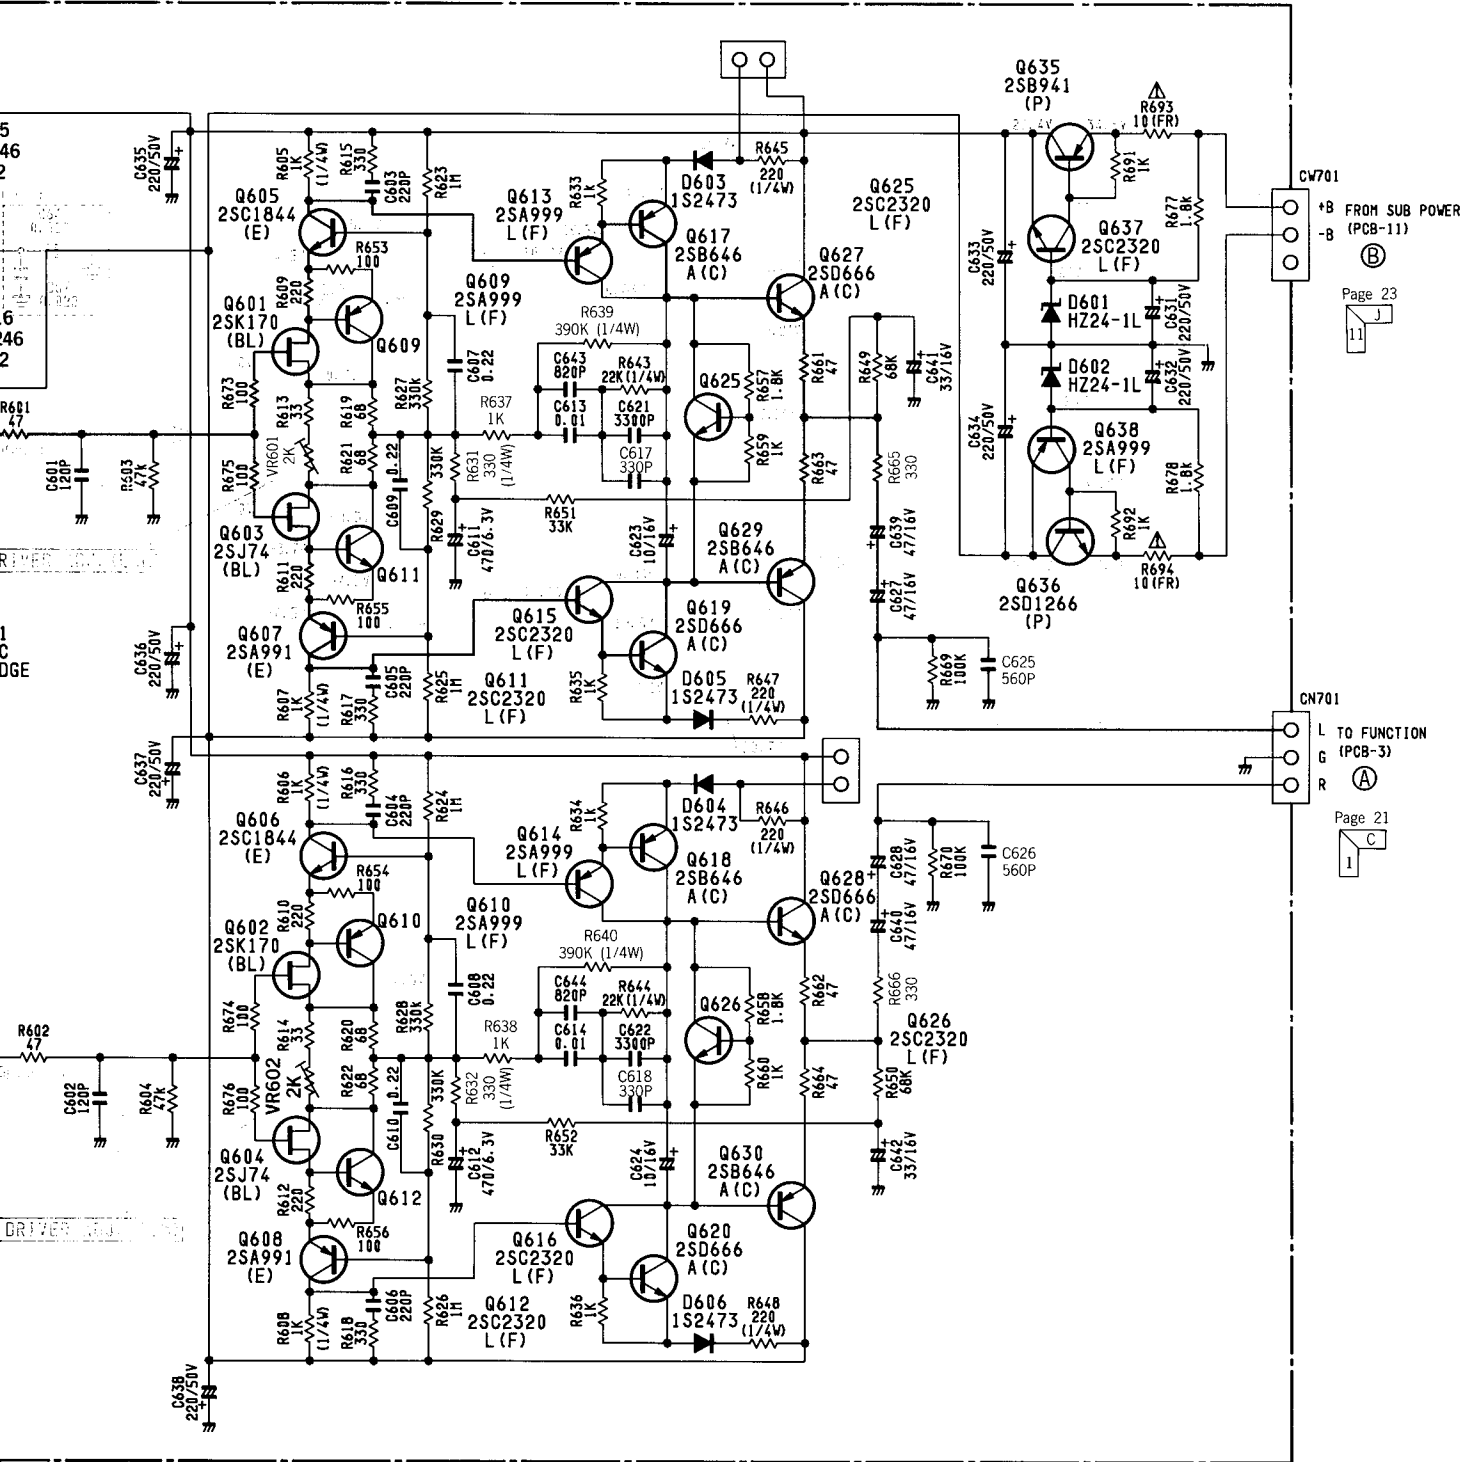 5
46
2
16
246
2
R601
47
C601
120P
R603
47k
1
C
DGE
C635
220/50V
C636
220/50V
C637
220/50V
C638
220/50V
R605
1K
(1/4W)
R615
330
C603
220P
R623
1M
Q605
2SC1844
(E)
R653
100
R609
220
Q601
2SK170
(BL)
Q609
R673
100
R613
33
R619
68
R627
330k
VR601
2K
R675
100
R621
68
C609
0.22
330K
R629
Q603
2SJ74
(BL)
R611
220
Q611
R655
100
Q607
2SA991
(E)
R607
1K
(1/4W)
R617
330
C605
220P
R625
1M
Q613
2SA999
L(F)
Q609
2SA999
L(F)
C607
0.22
R637
1K
R631
330
(1/4W)
C611
470/6.3V
R633
1k
Q617
2SB646
A(C)
D603
1S2473
R645
220
(1/4W)
R639
390K (1/4W)
C643
820P
R643
22K(1/4W)
C613
0.01
C621
3300P
C617
330P
R651
33K
C623
10/16V
Q625
R657
1.8K
R659
1K
Q625
2SC2320
L(F)
Q627
2SD666
A(C)
R661
47
R663
47
R649
68K
C641
33/16V
R665
330
C639
47/16V
C627
47/16V
Q629
2SB646
A(C)
Q615
2SC2320
L(F)
Q619
2SD666
A(C)
Q611
2SC2320
L(F)
R635
1K
D605
1S2473
R647
220
(1/4W)
R669
100K
C625
560P
Q635
2SB941
(P)
R693
10(FR)
R691
1K
R677
1.8k
C633
220/50V
Q637
2SC2320
L(F)
D601
HZ24-1L
C631
220/50V
D602
HZ24-1L
C632
220/50V
C634
220/50V
Q638
2SA999
L(F)
R678
1.8k
R692
1K
R694
10(FR)
Q636
2SD1266
(P)
CW701
+B FROM SUB POWER
-B (PCB-11)
B
Page 23
J
11
CN701
L TO FUNCTION
G (PCB-3)
R
A
Page 21
C
1
R602
47
C602
120P
R604
47k
R606
1K
(1/4W)
R616
330
C604
220P
R624
1M
Q606
2SC1844
(E)
R654
100
R610
220
Q602
2SK170
(BL)
Q610
R674
100
R614
33
R620
68
R628
330k
VR602
2K
R676
100
R622
68
C610
0.22
330K
R630
Q604
2SJ74
(BL)
R612
220
Q612
R656
100
Q608
2SA991
(E)
R608
1K
(1/4W)
R618
330
C606
220P
R626
1M
Q614
2SA999
L(F)
Q610
2SA999
L(F)
C608
0.22
R638
1K
R632
330
(1/4W)
C612
470/6.3V
R634
1k
Q618
2SB646
A(C)
D604
1S2473
R646
220
(1/4W)
R640
390K (1/4W)
C644
820P
R644
22K(1/4W)
C614
0.01
C622
3300P
C618
330P
R652
33K
C624
10/16V
Q626
R658
1.8K
R660
1K
Q628
2SD666
A(C)
C628
47/16V
C640
47/16V
R670
100K
C626
560P
R662
47
R664
47
R666
330
Q626
2SC2320
L(F)
R650
68K
C642
33/16V
Q630
2SB646
A(C)
Q616
2SC2320
L(F)
Q620
2SD666
A(C)
Q612
2SC2320
L(F)
R636
1K
D606
1S2473
R648
220
(1/4W)
DRIVER